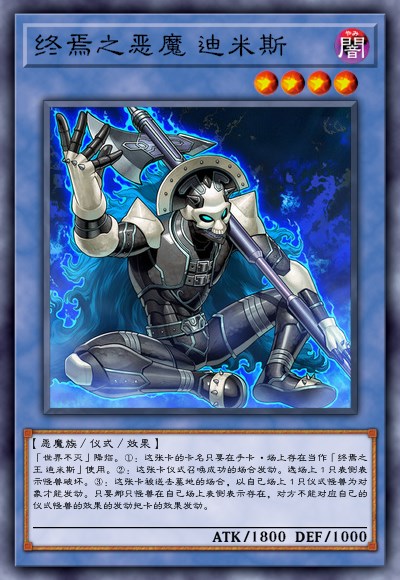 终焉之恶魔 迪米斯
やみ
闇
【恶魔族/仪式/效果】
「世界不灭」降临。①：这张卡的卡名只要在手卡·场上存在当作「终焉之
王 迪米斯」使用。②：这张卡仪式召唤成功的场合发动。选场上1只表侧表
示怪兽破坏。③：这张卡被送去墓地的场合，以自己场上1只仪式怪兽为对
象才能发动。只要那只怪兽在自己场上表侧表示存在，对方不能对应自己的
仪式怪兽的效果的发动把卡的效果发动。
ATK/1800 DEF/1000